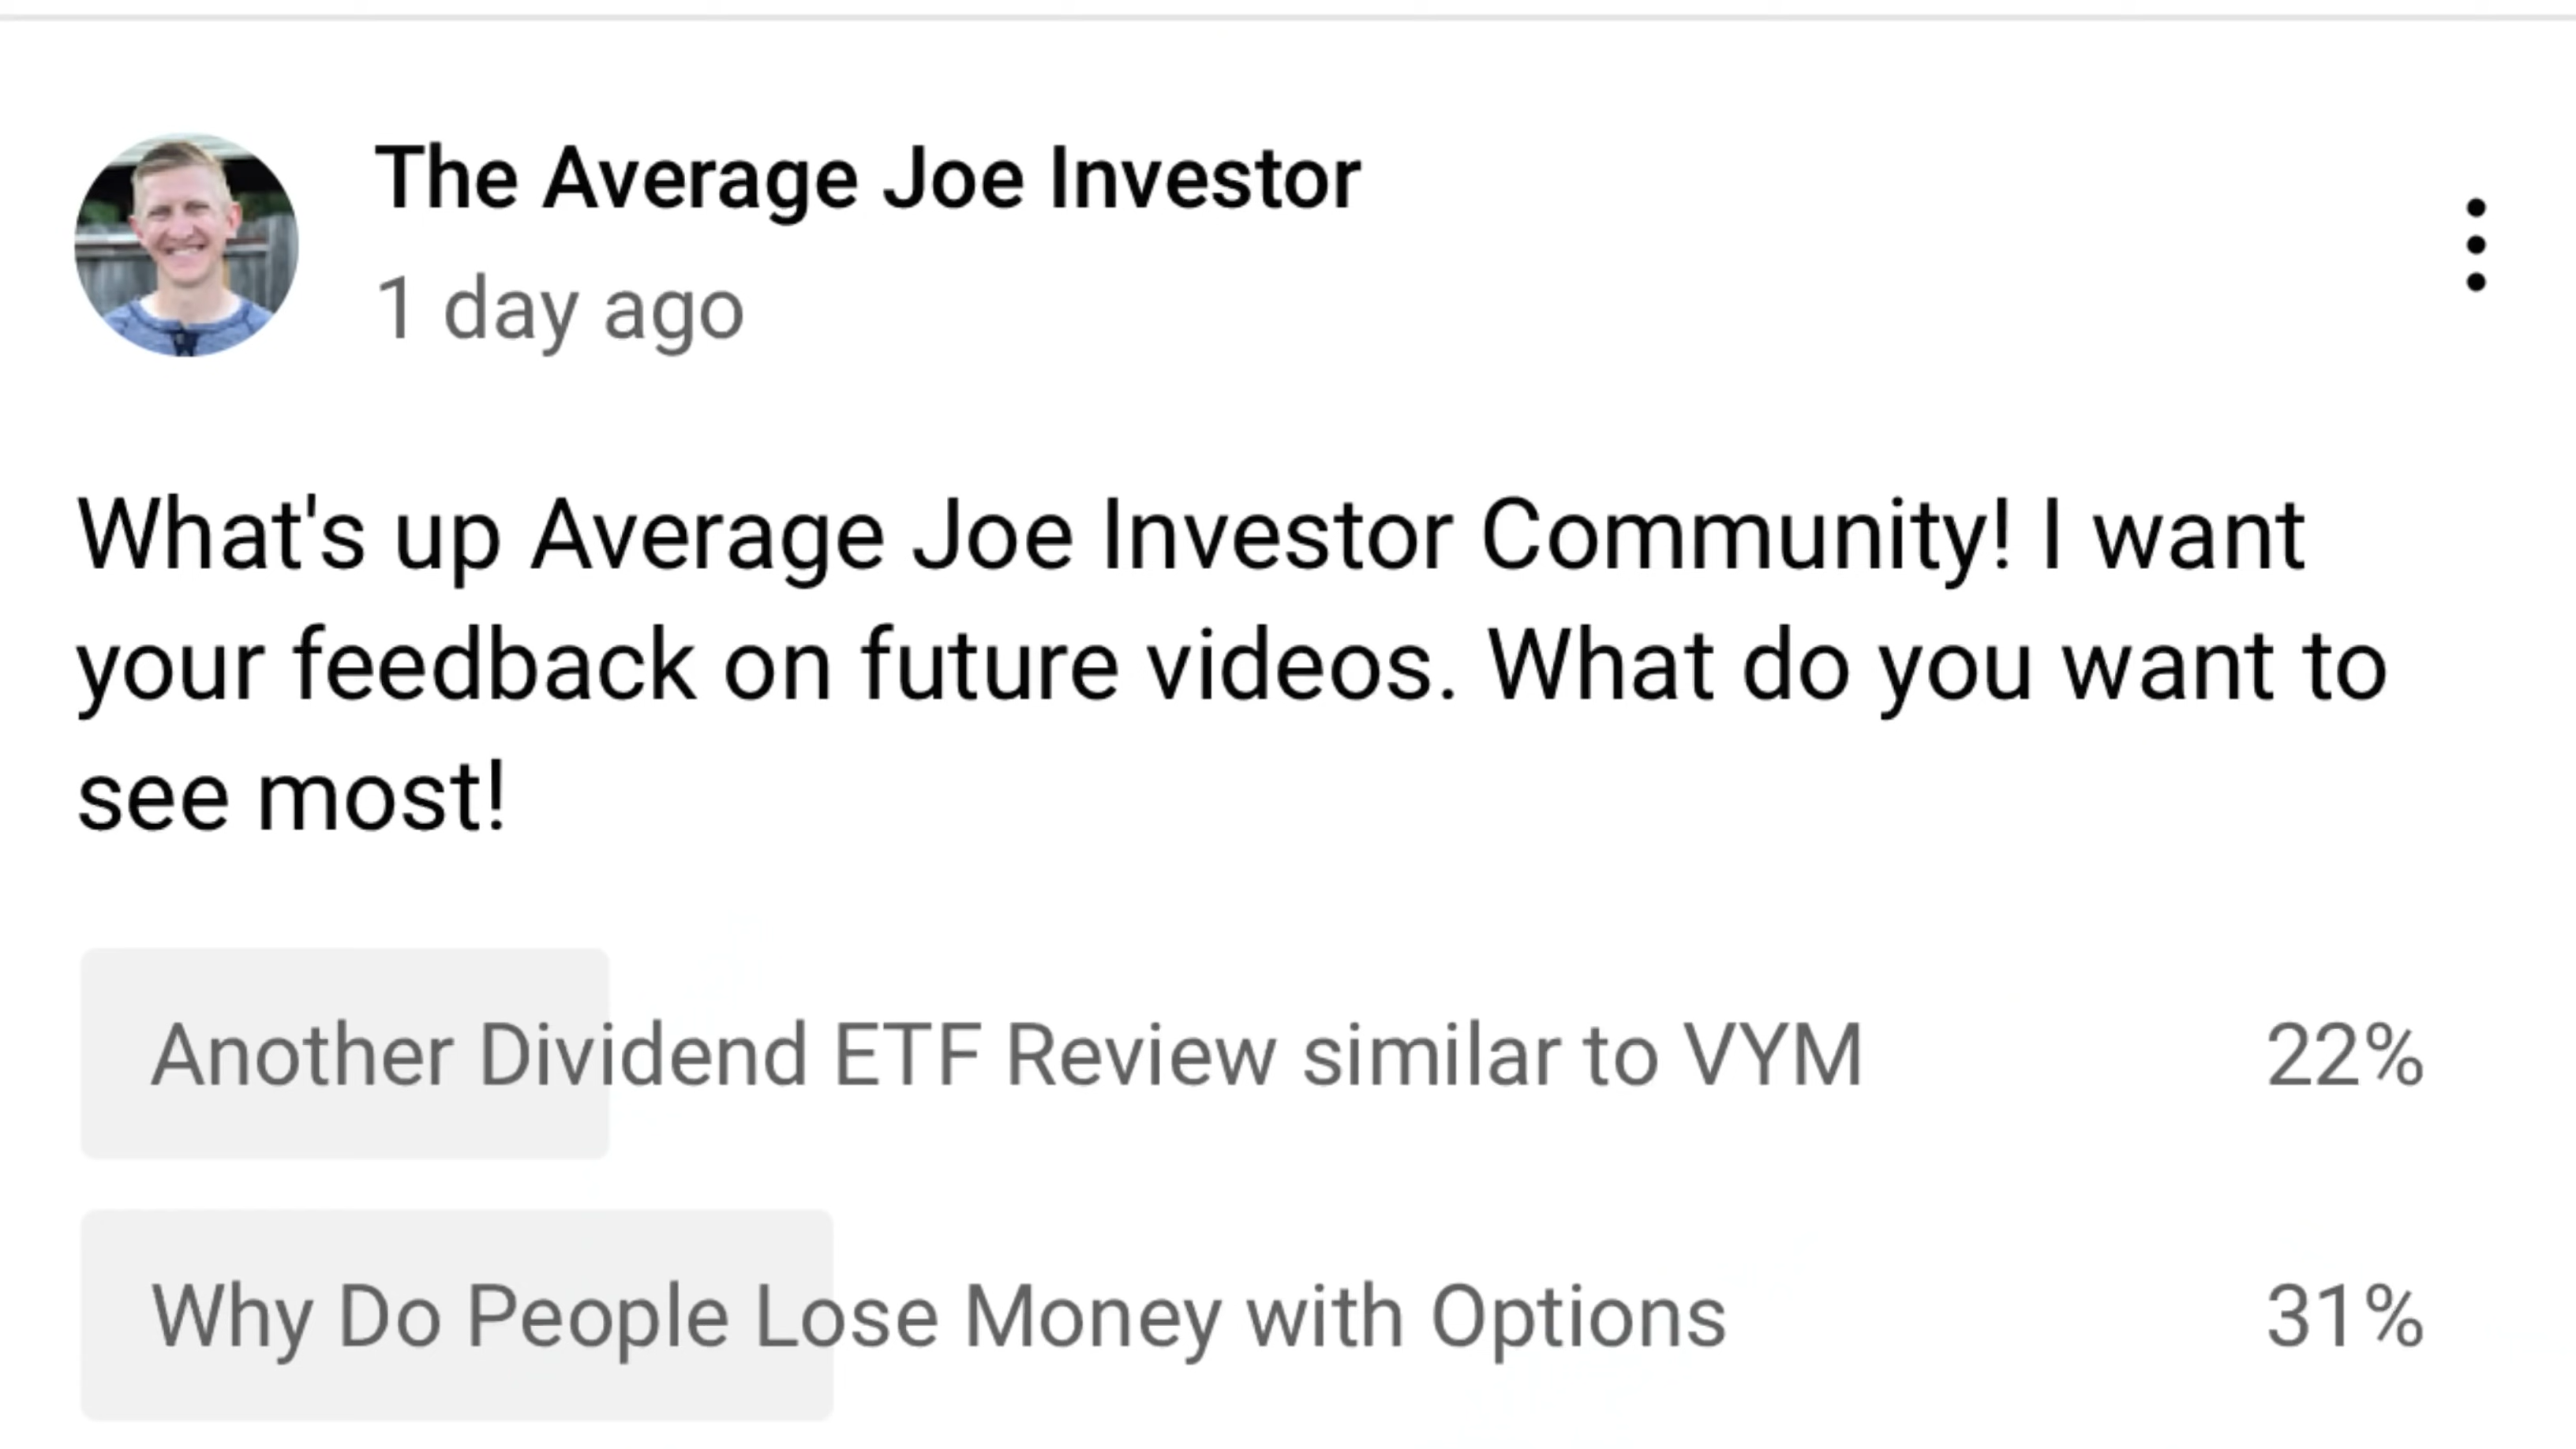 The Average Joe Investor
1 day ago
What's up Average Joe Investor Community! I want
your feedback on future videos. What do you want to
see most!
Another Dividend ETF Review similar to VYM
22%
Why Do People Lose Money with Options
31%